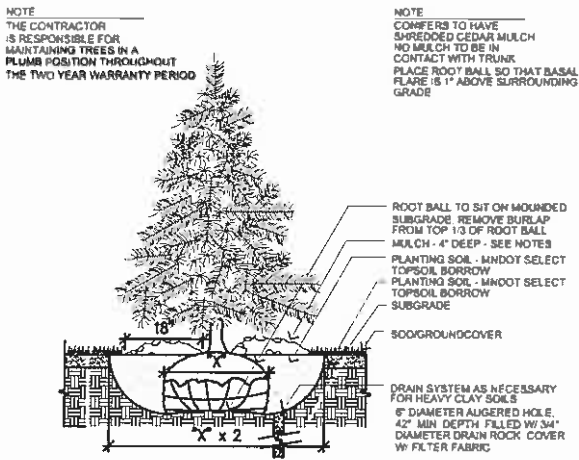 NOTE
THE CONTRACTOR
IS RESPONSIBLE FOR
MAINTAINING TREES IN A
PLUMB POSITION THROUGHOUT
THE TWO YEAR WARRANTY PERIOD
NOTE
CONIFERS TO HAVE
SHREDDED CEDAR MULCH
NO MULCH TO BE IN
CONTACT WITH TRUNK
PLACE ROOT BALL SO THAT BASAL
FLARE IS 1" ABOVE SURROUNDING
GRADE
ROOT BALL TO SIT ON MOUNDED
SUBGRADE. REMOVE BURLAP
FROM TOP 1/3 OF ROOT BALL
MULCH - 4" DEEP - SEE NOTES
PLANTING SOIL - MNDOT SELECT
TOPSOIL BORROW
PLANTING SOIL - MNDOT SELECT
TOPSOIL BORROW
SUBGRADE
SOD/GROUNDCOVER
DRAIN SYSTEM AS NECESSARY
FOR HEAVY CLAY SOILS
6" DIAMETER AUGERED HOLE,
42" MIN DEPTH FILLED W/ 3/4"
DIAMETER DRAIN ROCK COVER
W/ FILTER FABRIC
18"
X
"X" x 2